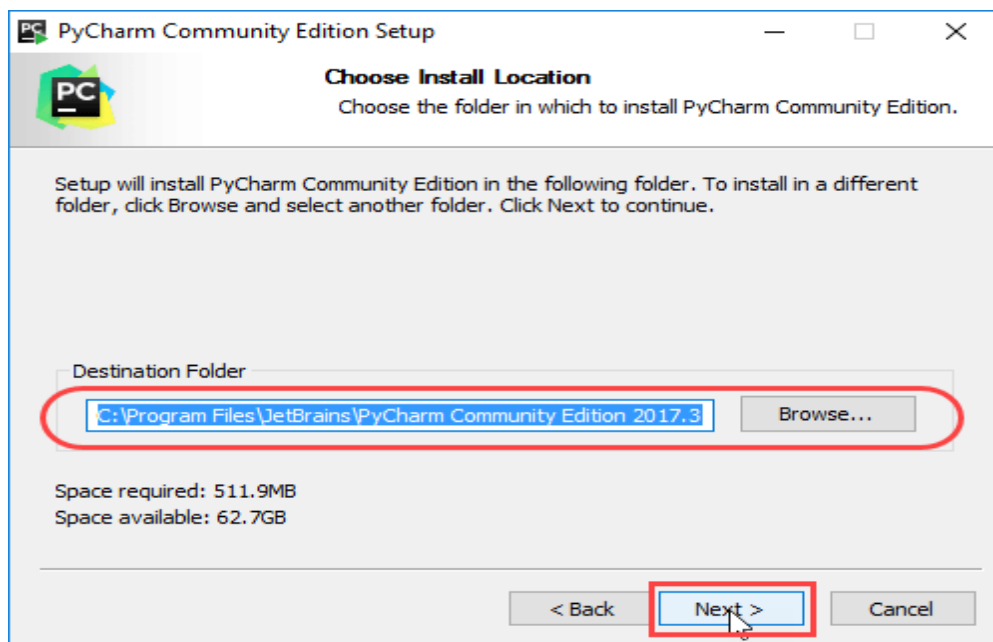 PyCharm Community Edition Setup
Choose Install Location
Choose the folder in which to install PyCharm Community Edition.
PC
Setup will install PyCharm Community Edition in the following folder. To install in a different
folder, click Browse and select another folder. Click Next to continue.
Destination Folder
C:\Program Files\JetBrains\PyCharm Community Edition 2017.3
Browse...
Space required: 511.9MB
Space available: 62.7GB
< Back
Next >
Cancel